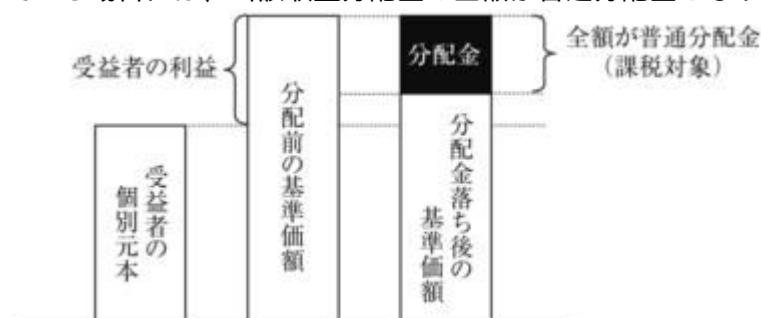 受益者の利益
分配金
全額が普通分配金
（課税対象）
受益者の
個別元本
分配前の基準価額
分配金落ち後の
基準価額